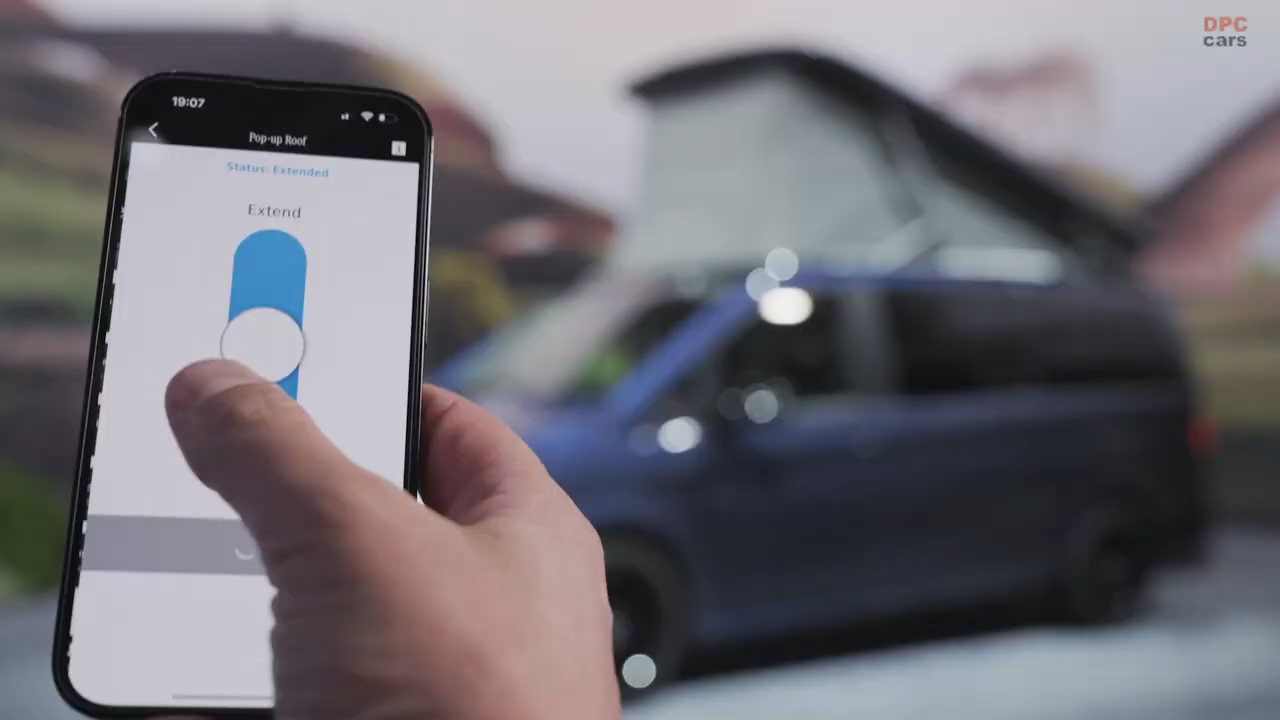 DPC
cars
19:07
Pop-up Roof
Status: Extended
Extend